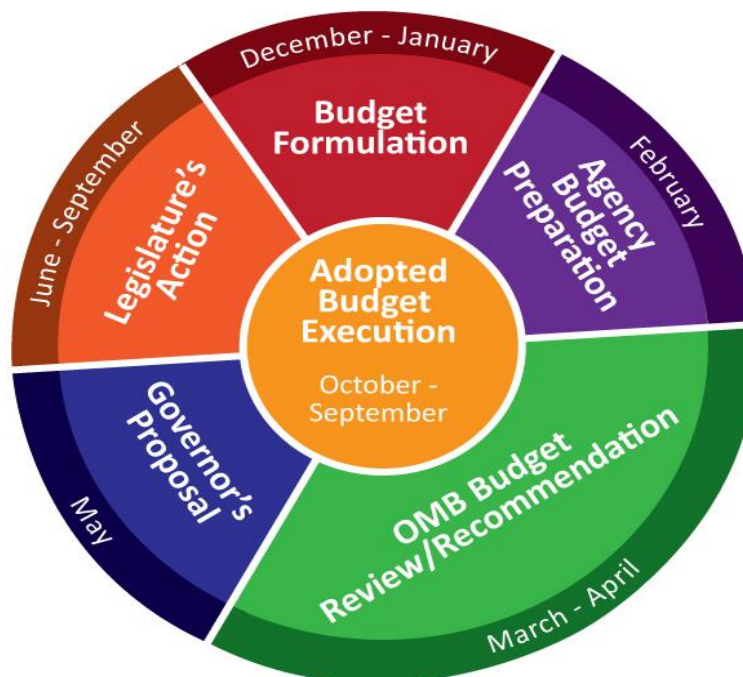 December - January
Budget
Formulation
February
Agency
Budget
Preparation
March - April
OMB Budget
Review/Recommendation
May
Governor's
Proposal
June - September
Legislature's
Action
Adopted
Budget
Execution
October -
September